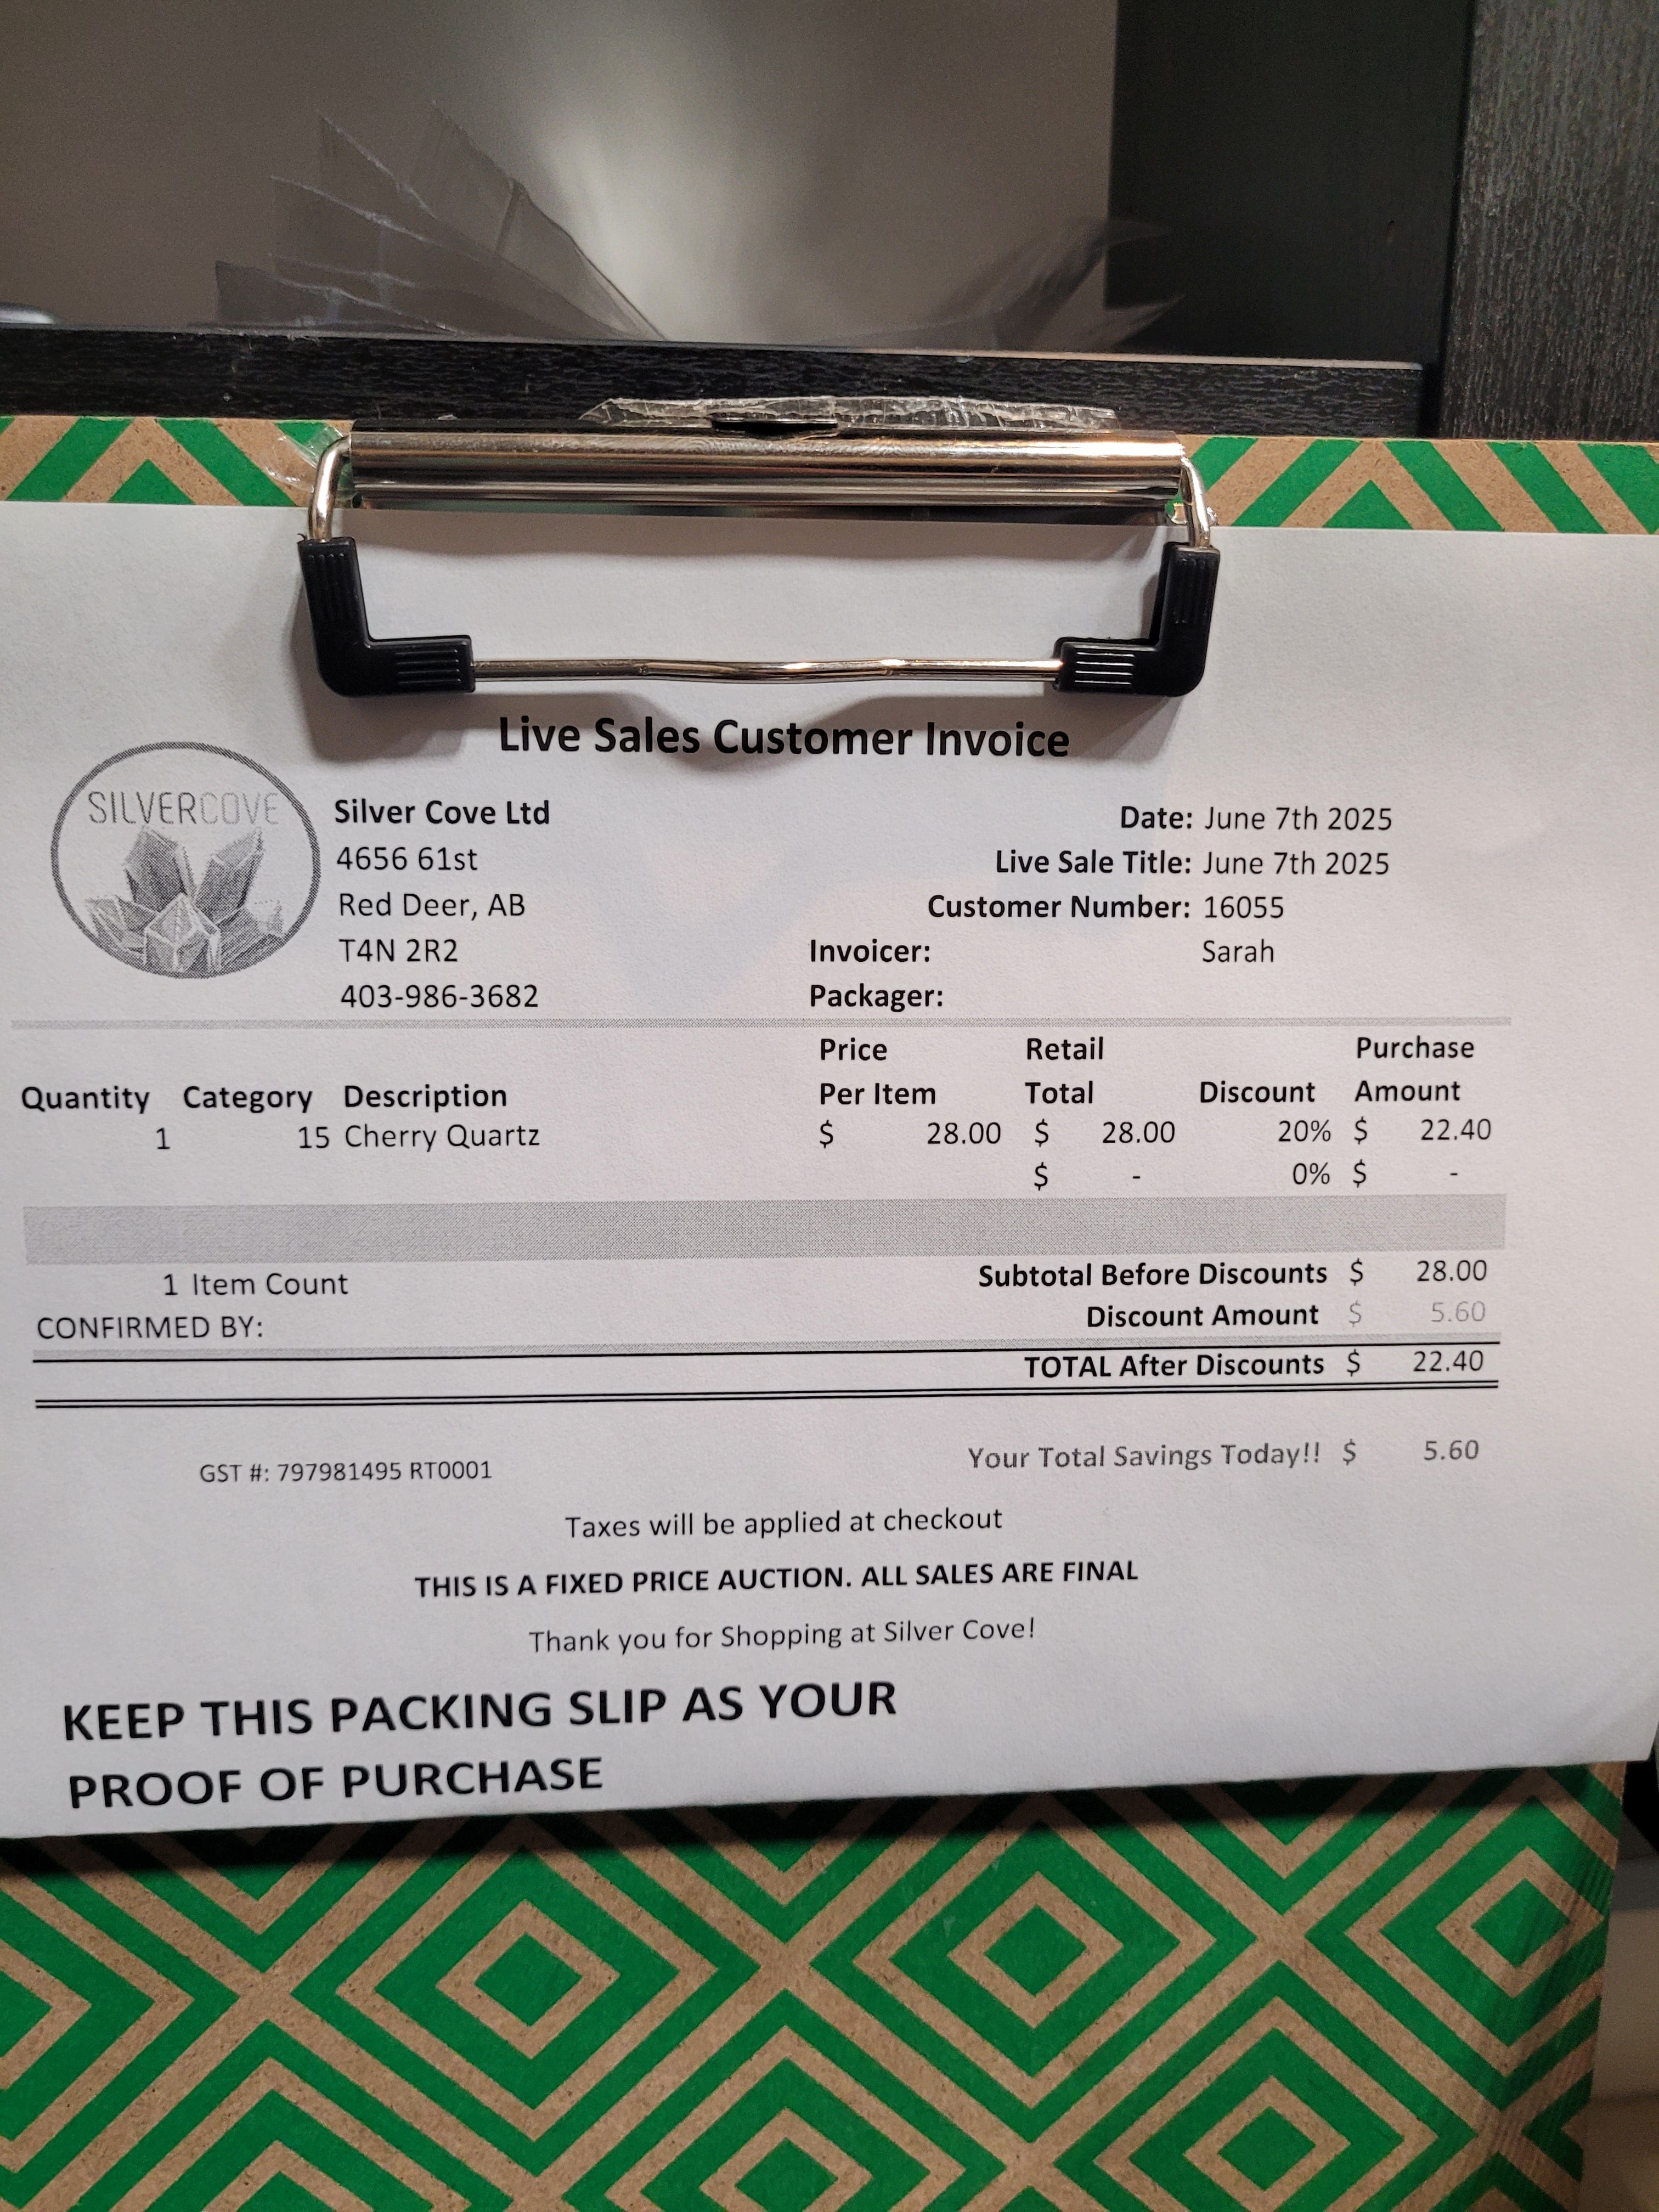 Live Sales Customer Invoice
SILVERCOVE
Silver Cove Ltd
4656 61st
Red Deer, AB
T4N 2R2
403-986-3682
Date: June 7th 2025
Live Sale Title: June 7th 2025
Customer Number: 16055
Invoicer: Sarah
Packager:
Price Retail Purchase
Quantity Category Description Per Item Total Discount Amount
1 15 Cherry Quartz $ 28.00 $ 28.00 20% $ 22.40
$ - 0% $ -
1 Item Count Subtotal Before Discounts $ 28.00
CONFIRMED BY: Discount Amount $ 5.60
TOTAL After Discounts $ 22.40
GST #: 797981495 RT0001 Your Total Savings Today!! $ 5.60
Taxes will be applied at checkout
THIS IS A FIXED PRICE AUCTION. ALL SALES ARE FINAL
Thank you for Shopping at Silver Cove!
KEEP THIS PACKING SLIP AS YOUR
PROOF OF PURCHASE